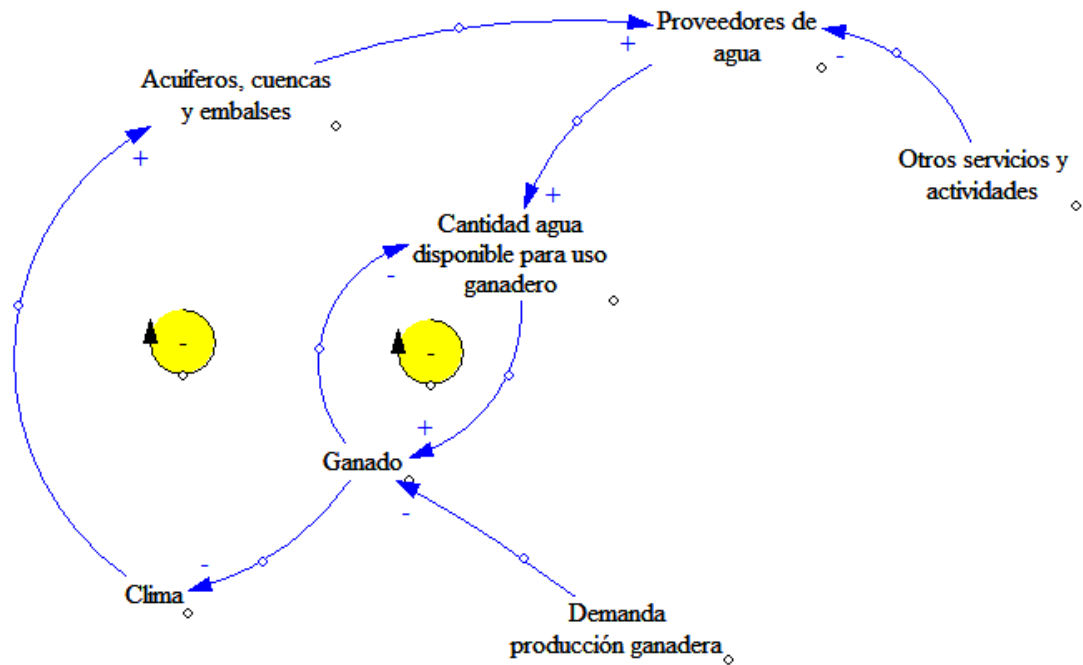 Proveedores de
agua
+
-
Acuíferos, cuencas
y embalses
+
Otros servicios y
actividades
+
Cantidad agua
disponible para uso
ganadero
-
-
-
+
Ganado
-
-
Clima
Demanda
producción ganadera